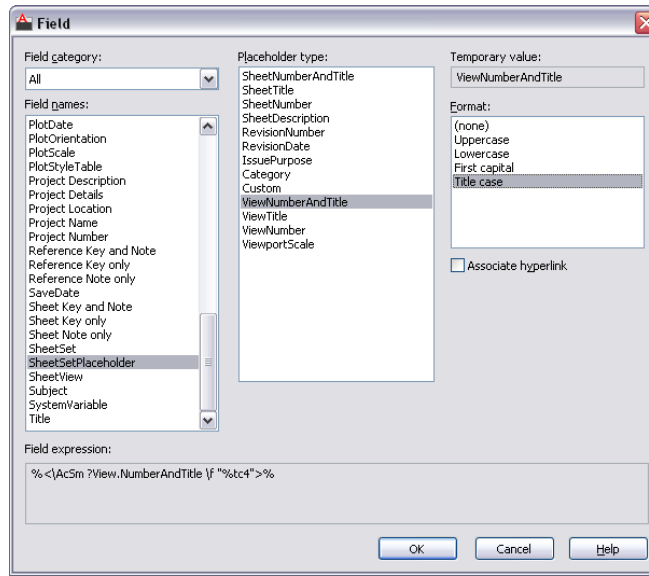 Field
Field category:
All
Field names:
PlotDate
PlotOrientation
PlotScale
PlotStyleTable
Project Description
Project Details
Project Location
Project Name
Project Number
Reference Key and Note
Reference Key only
Reference Note only
SaveDate
Sheet Key and Note
Sheet Key only
Sheet Note only
SheetSet
SheetSetPlaceholder
SheetView
Subject
SystemVariable
Title
Placeholder type:
SheetNumberAndTitle
SheetTitle
SheetNumber
SheetDescription
RevisionNumber
RevisionDate
IssuePurpose
Category
Custom
ViewNumberAndTitle
ViewTitle
ViewNumber
ViewportScale
Temporary value:
ViewNumberAndTitle
Format:
(none)
Uppercase
Lowercase
First capital
Title case
Associate hyperlink
Field expression:
%<\AcSm ?View.NumberAndTitle \f "%tc4">%
OK
Cancel
Help